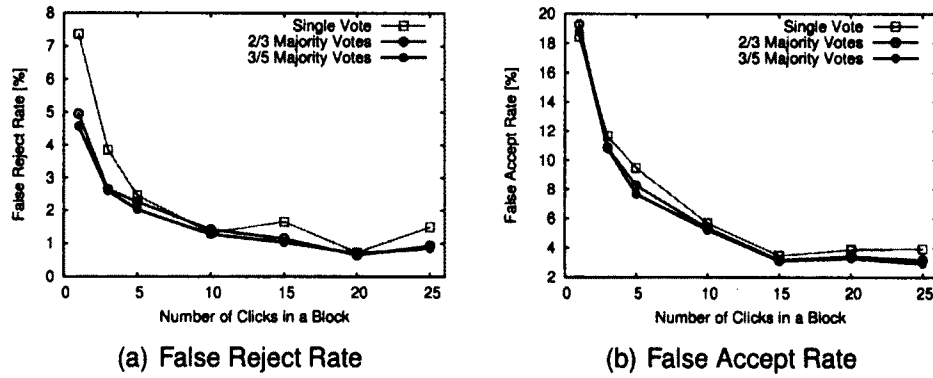 8
7
6
5
4
3
2
1
0
False Reject Rate [%]
Single Vote
2/3 Majority Votes
3/5 Majority Votes
0 5 10 15 20 25
Number of Clicks in a Block
(a) False Reject Rate
20
18
16
14
12
10
8
6
4
2
False Accept Rate [%]
Single Vote
2/3 Majority Votes
3/5 Majority Votes
0 5 10 15 20 25
Number of Clicks in a Block
(b) False Accept Rate